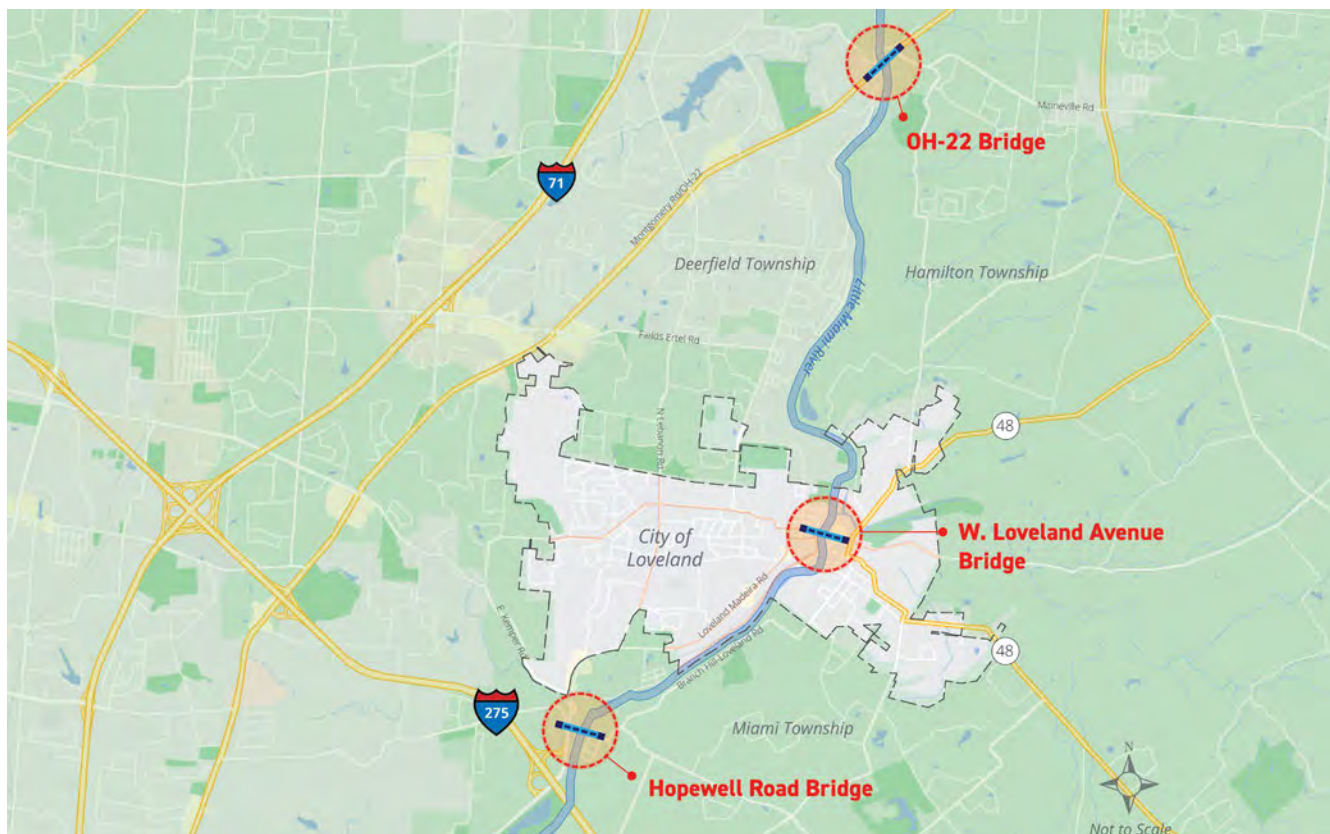 Maineville Rd
OH-22 Bridge
71
Montgomery Rd/OH-22
Deerfield Township
Hamilton Township
Little Miami River
Fields Ertel Rd
N Lebanon Rd
48
City of
Loveland
W. Loveland Avenue
Bridge
Loveland Madeira Rd
E. Kemper Rd
Branch Hill-Loveland Rd
48
275
Miami Township
Hopewell Road Bridge
N
Not to Scale